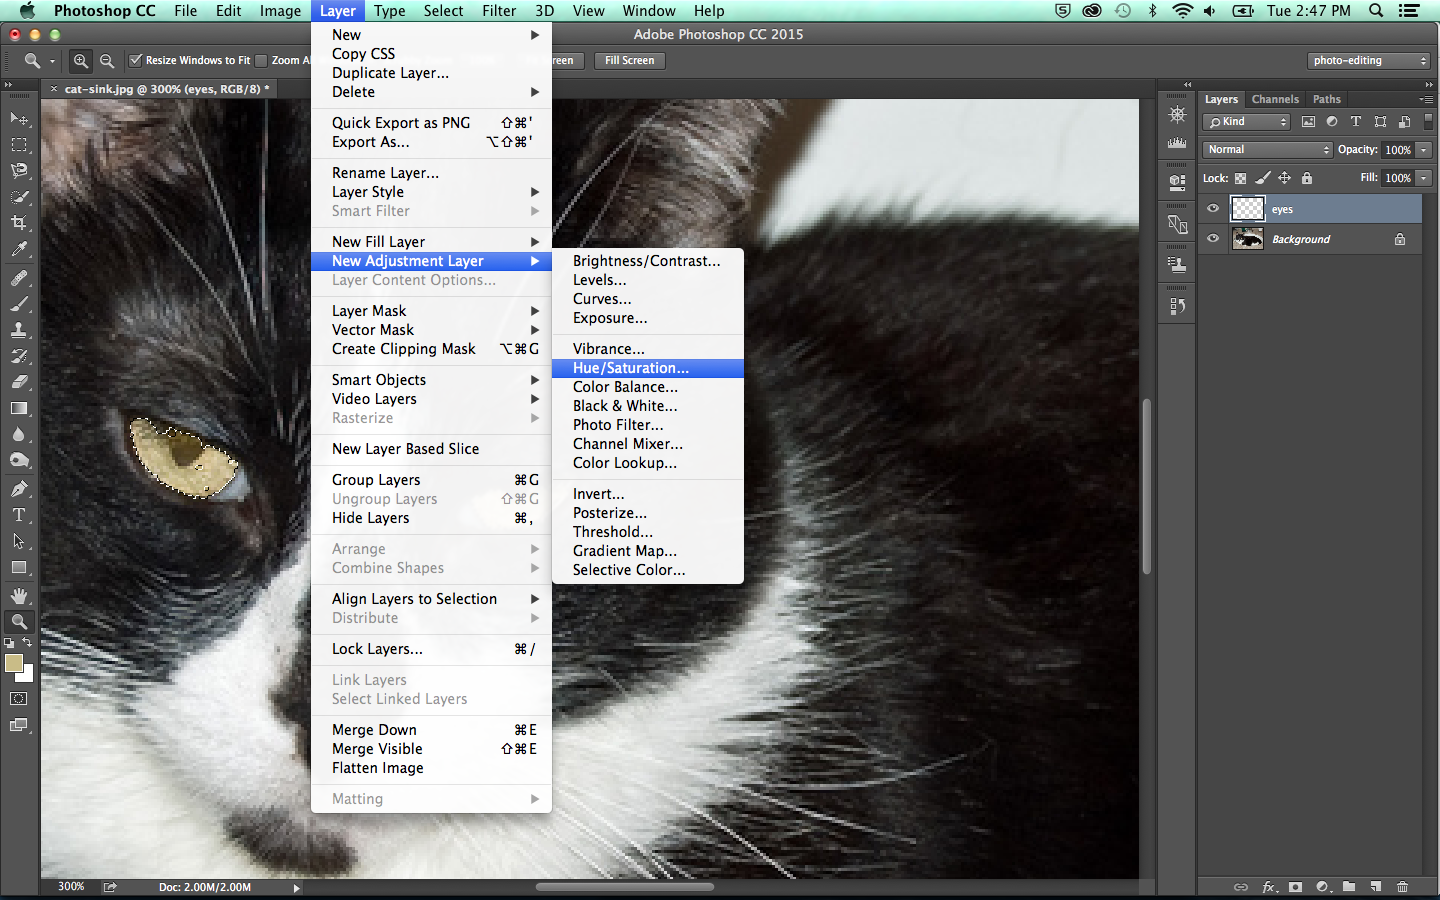 Photoshop CC File Edit Image Layer Type Select Filter 3D View Window Help Tue 2:47 PM
Adobe Photoshop CC 2015
Resize Windows to Fit Zoom Screen Fill Screen photo-editing
× cat-sink.jpg @ 300% (eyes, RGB/8) *
New
Copy CSS
Duplicate Layer...
Delete
Quick Export as PNG ⇧⌘'
Export As... ⌥⇧⌘'
Rename Layer...
Layer Style
Smart Filter
New Fill Layer
New Adjustment Layer
Layer Content Options...
Layer Mask
Vector Mask
Create Clipping Mask ⌥⌘G
Smart Objects
Video Layers
Rasterize
New Layer Based Slice
Group Layers ⌘G
Ungroup Layers ⇧⌘G
Hide Layers ⌘,
Arrange
Combine Shapes
Align Layers to Selection
Distribute
Lock Layers... ⌘/
Link Layers
Select Linked Layers
Merge Down ⌘E
Merge Visible ⇧⌘E
Flatten Image
Matting
Brightness/Contrast...
Levels...
Curves...
Exposure...
Vibrance...
Hue/Saturation...
Color Balance...
Black & White...
Photo Filter...
Channel Mixer...
Color Lookup...
Invert...
Posterize...
Threshold...
Gradient Map...
Selective Color...
Layers Channels Paths
Kind
Normal Opacity: 100%
Lock: Fill: 100%
eyes
Background
300% Doc: 2.00M/2.00M